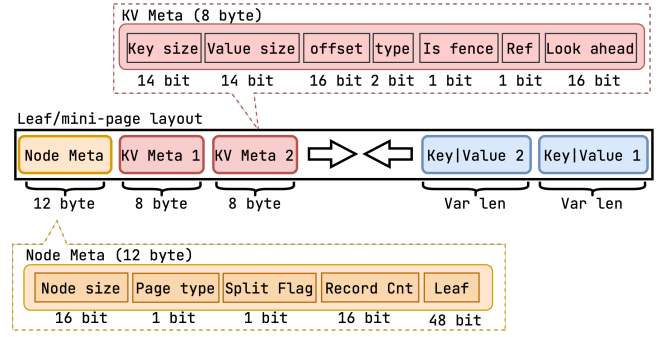 KV Meta (8 byte)
Key size Value size offset type Is fence Ref Look ahead
14 bit 14 bit 16 bit 2 bit 1 bit 1 bit 16 bit
Leaf/mini-page layout
Node Meta KV Meta 1 KV Meta 2 Key|Value 2 Key|Value 1
12 byte 8 byte 8 byte Var len Var len
Node Meta (12 byte)
Node size Page type Split Flag Record Cnt Leaf
16 bit 1 bit 1 bit 16 bit 48 bit